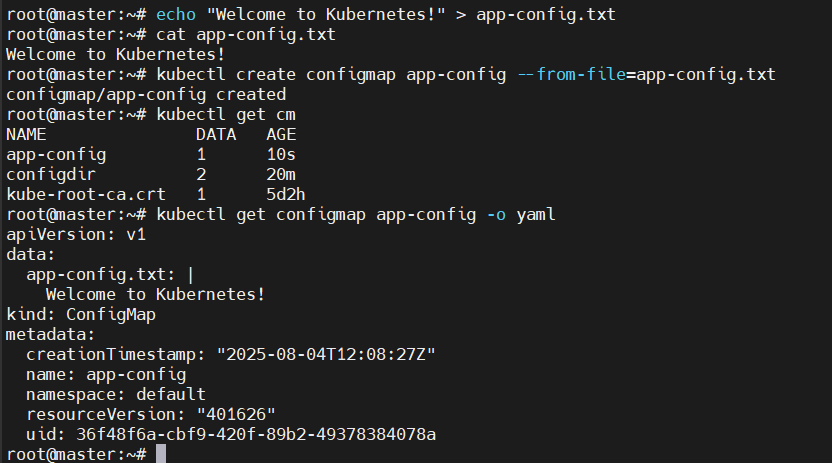 root@master:~# echo "Welcome to Kubernetes!" > app-config.txt
root@master:~# cat app-config.txt
Welcome to Kubernetes!
root@master:~# kubectl create configmap app-config --from-file=app-config.txt
configmap/app-config created
root@master:~# kubectl get cm
NAME               DATA   AGE
app-config         1      10s
configdir          2      20m
kube-root-ca.crt   1      5d2h
root@master:~# kubectl get configmap app-config -o yaml
apiVersion: v1
data:
  app-config.txt: |
    Welcome to Kubernetes!
kind: ConfigMap
metadata:
  creationTimestamp: "2025-08-04T12:08:27Z"
  name: app-config
  namespace: default
  resourceVersion: "401626"
  uid: 36f48f6a-cbf9-420f-89b2-49378384078a
root@master:~#